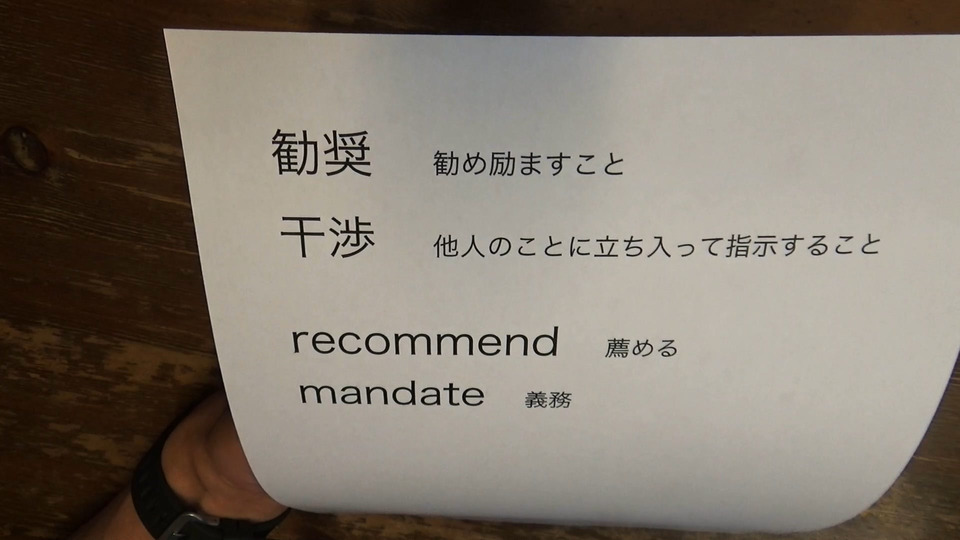 勧奨 勧め励ますこと
干渉 他人のことに立ち入って指示すること
recommend 薦める
mandate 義務